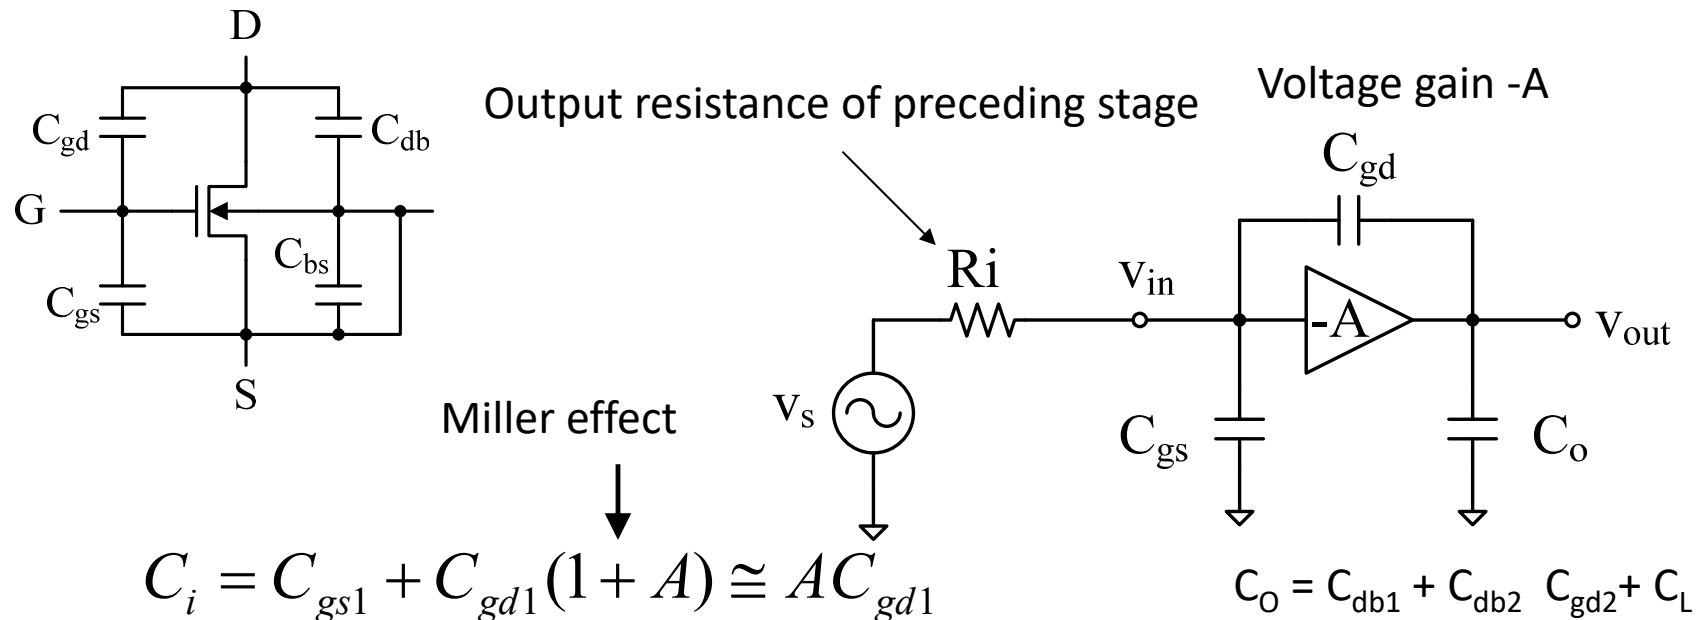 D
Voltage gain -A
Output resistance of preceding stage
C_gd
C_db
C_gd
G
C_bs
C_gs
Ri
v_in
-A
v_out
S
v_s
Miller effect
C_gs
C_o
C_i = C_gs1 + C_gd1(1 + A) ≅ AC_gd1
C_O = C_db1 + C_db2 C_gd2+ C_L